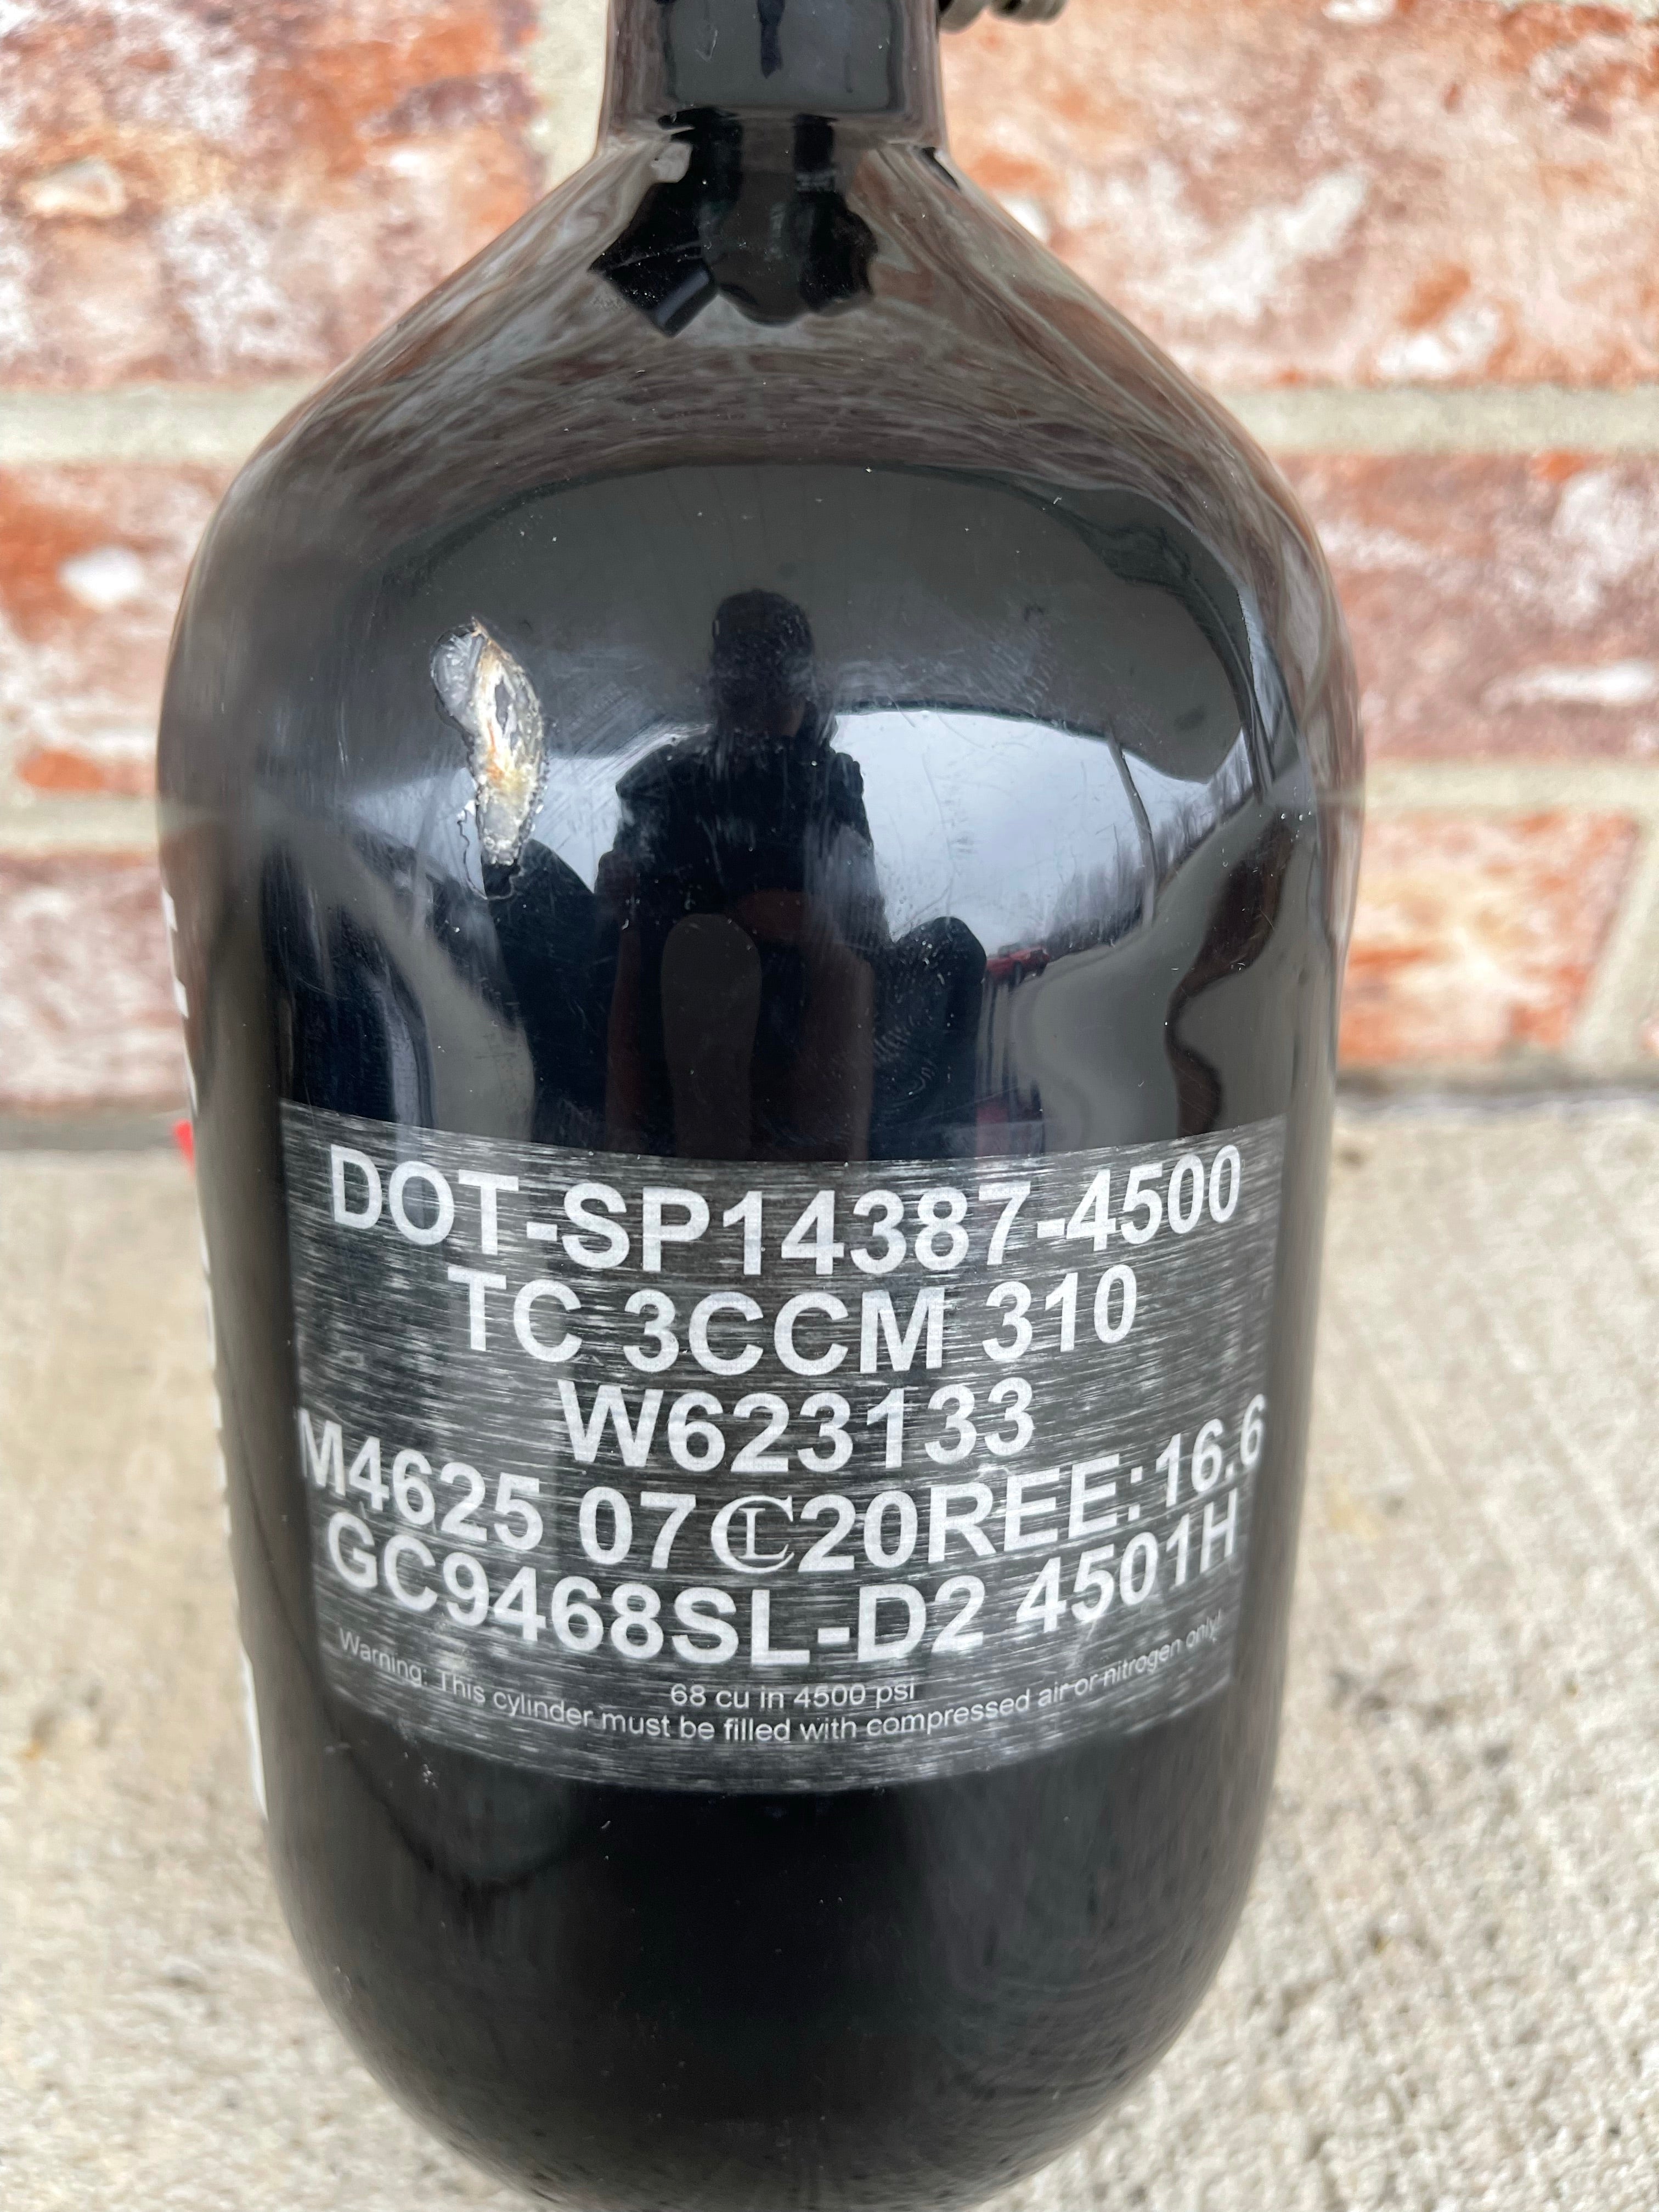 DOT-SP14387-4500
TC 3CCM 310
W623133
M4625 07 CL 20REE:16.6
GC9468SL-D2 4501H
68 cu in 4500 psi
Warning: This cylinder must be filled with compressed air or nitrogen only!